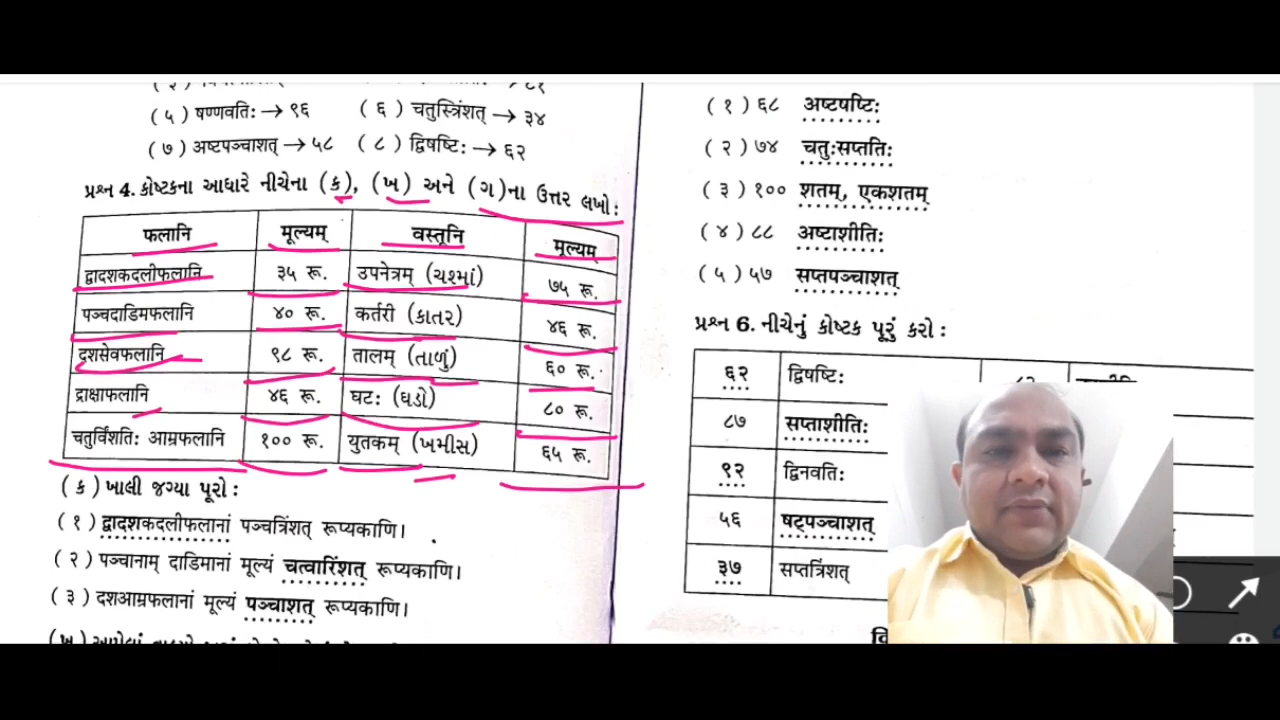 (५) षण्णवतिः → ९६ (६) चतुस्त्रिंशत् → ३४
(७) अष्टपञ्चाशत् → ५८ (८) द्विषष्टिः → ६२
પ્રશ્ન 4. કોષ્ટકના આધારે નીચેના (ક), (ખ) અને (ગ)ના ઉત્તર લખો :
फलानि मूल्यम् वस्तूनि मूल्यम्
द्वादशकदलीफलानि ३५ रू. उपनेत्रम् (ચશ્માં) ७५ रू.
पञ्चदाडिमफलानि ४० रू. कर्तरी (કાતર) ४६ रू.
दशसेवफलानि ९८ रू. तालम् (તાળું) ६० रू.
द्राक्षाफलानि ४६ रू. घटः (ઘડો) ८० रू.
चतुर्विंशतिः आम्रफलानि १०० रू. युतकम् (ખમીસ) ६५ रू.
(ક) ખાલી જગ્યા પૂરો :
(१) द्वादशकदलीफलानां पञ्चत्रिंशत् रूप्यकाणि।
(२) पञ्चानाम् दाडिमानां मूल्यं चत्वारिंशत् रूप्यकाणि।
(३) दशआम्रफलानां मूल्यं पञ्चाशत् रूप्यकाणि।
(१) ६८ अष्टषष्टिः
(२) ७४ चतुःसप्ततिः
(३) १०० शतम्, एकशतम्
(४) ८८ अष्टाशीतिः
(५) ५७ सप्तपञ्चाशत्
પ્રશ્ન 6. નીચેનું કોષ્ટક પૂરું કરો :
६२ द्विषष्टिः
८७ सप्ताशीतिः
९२ द्विनवतिः
५६ षट्पञ्चाशत्
३७ सप्तत्रिंशत्